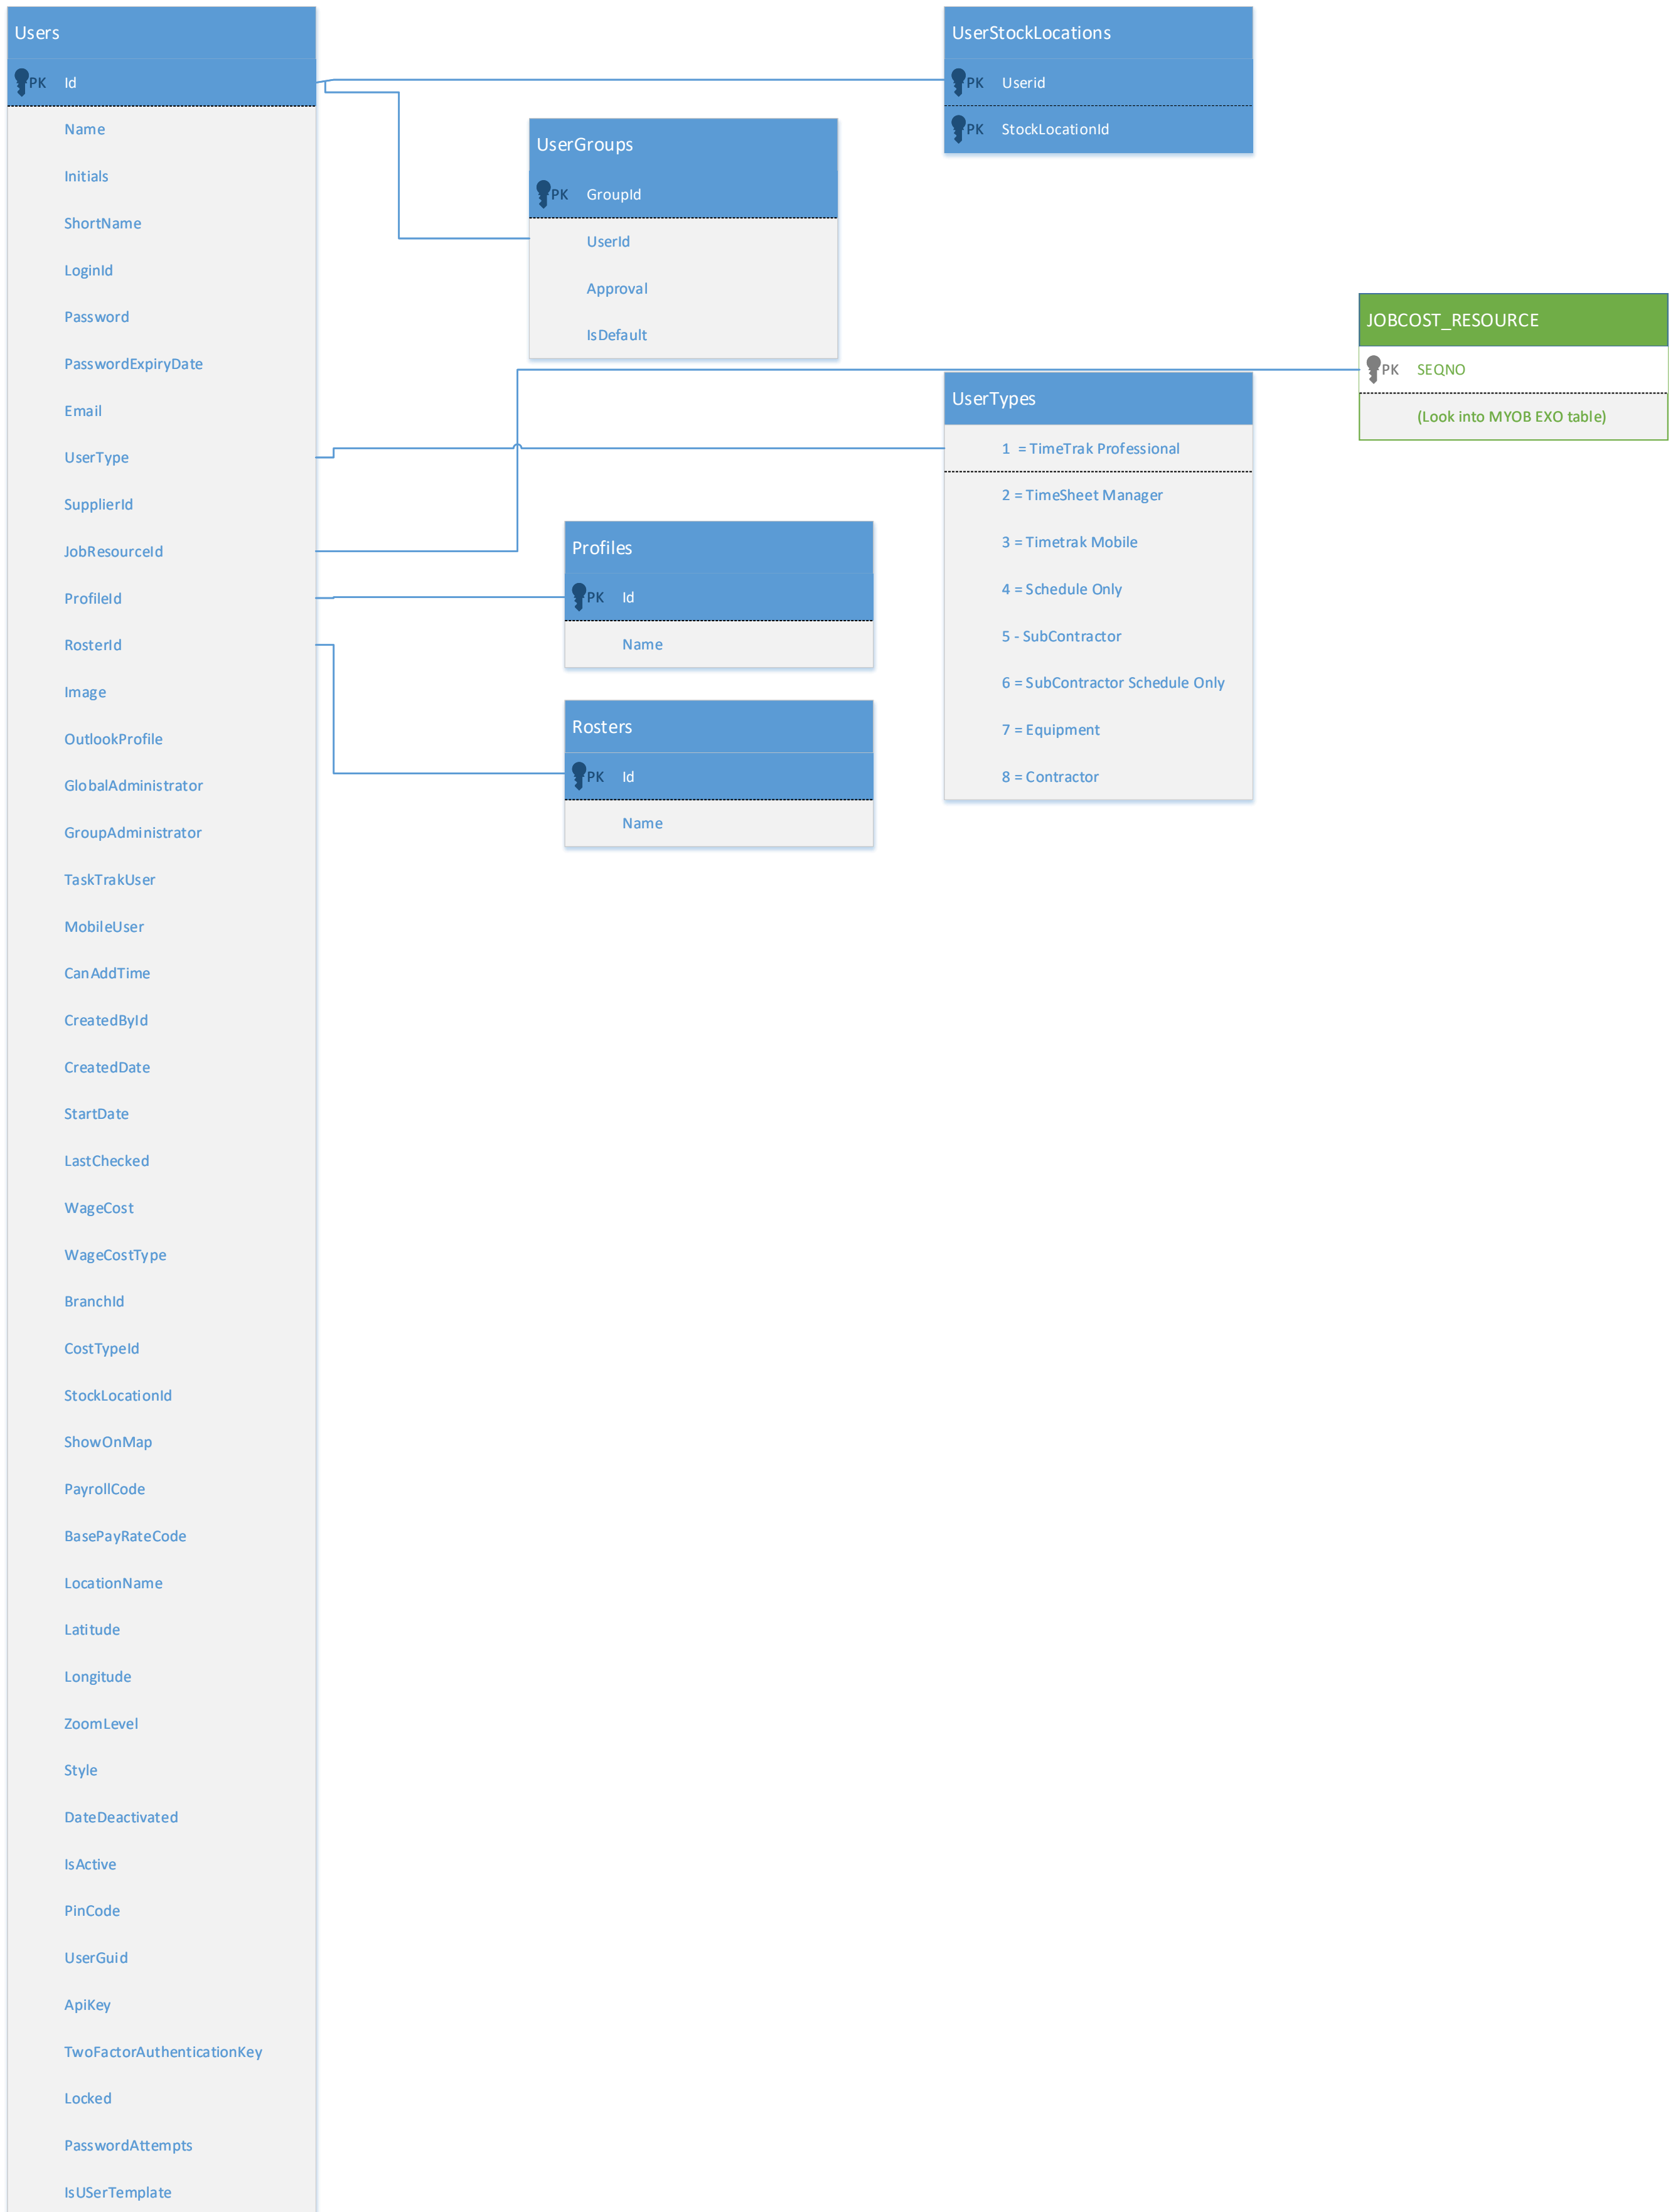 Users
PK Id
Name
Initials
ShortName
LoginId
Password
PasswordExpiryDate
Email
UserType
SupplierId
JobResourceId
ProfileId
RosterId
Image
OutlookProfile
GlobalAdministrator
GroupAdministrator
TaskTrakUser
MobileUser
CanAddTime
CreatedById
CreatedDate
StartDate
LastChecked
WageCost
WageCostType
BranchId
CostTypeId
StockLocationId
ShowOnMap
PayrollCode
BasePayRateCode
LocationName
Latitude
Longitude
ZoomLevel
Style
DateDeactivated
IsActive
PinCode
UserGuid
ApiKey
TwoFactorAuthenticationKey
Locked
PasswordAttempts
IsUSerTemplate
UserGroups
PK GroupId
UserId
Approval
IsDefault
Profiles
PK Id
Name
Rosters
PK Id
Name
UserStockLocations
PK Userid
PK StockLocationId
UserTypes
1 = TimeTrak Professional
2 = TimeSheet Manager
3 = Timetrak Mobile
4 = Schedule Only
5 - SubContractor
6 = SubContractor Schedule Only
7 = Equipment
8 = Contractor
JOBCOST_RESOURCE
PK SEQNO
(Look into MYOB EXO table)